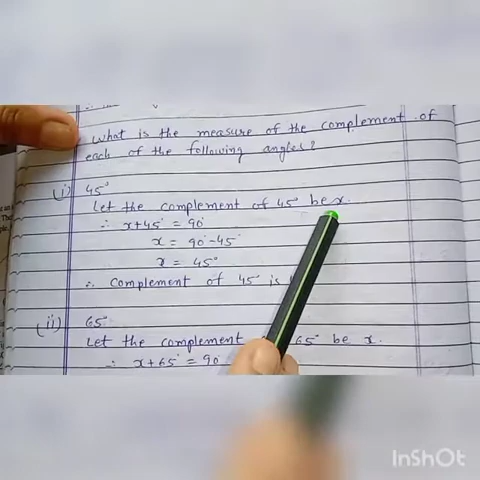 What is the measure of the complement of
each of the following angles?
(i) 45°
Let the complement of 45° be x.
∴ x+45° = 90°
x = 90°-45°
x = 45°
∴ Complement of 45° is
(ii) 65°
Let the complement 65° be x.
∴ x+65° = 90°
InShOt